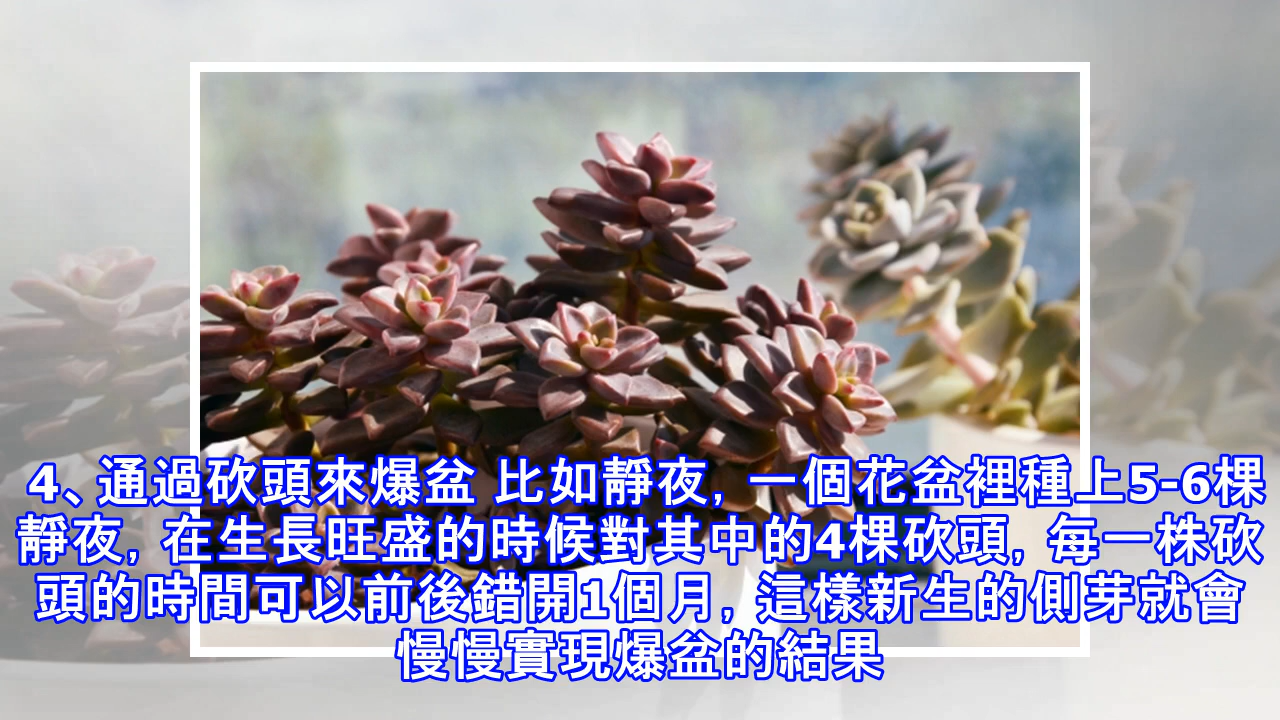 4、通過砍頭來爆盆 比如靜夜, 一個花盆裡種上5-6棵
靜夜, 在生長旺盛的時候對其中的4棵砍頭, 每一株砍
頭的時間可以前後錯開1個月, 這樣新生的側芽就會
慢慢實現爆盆的結果